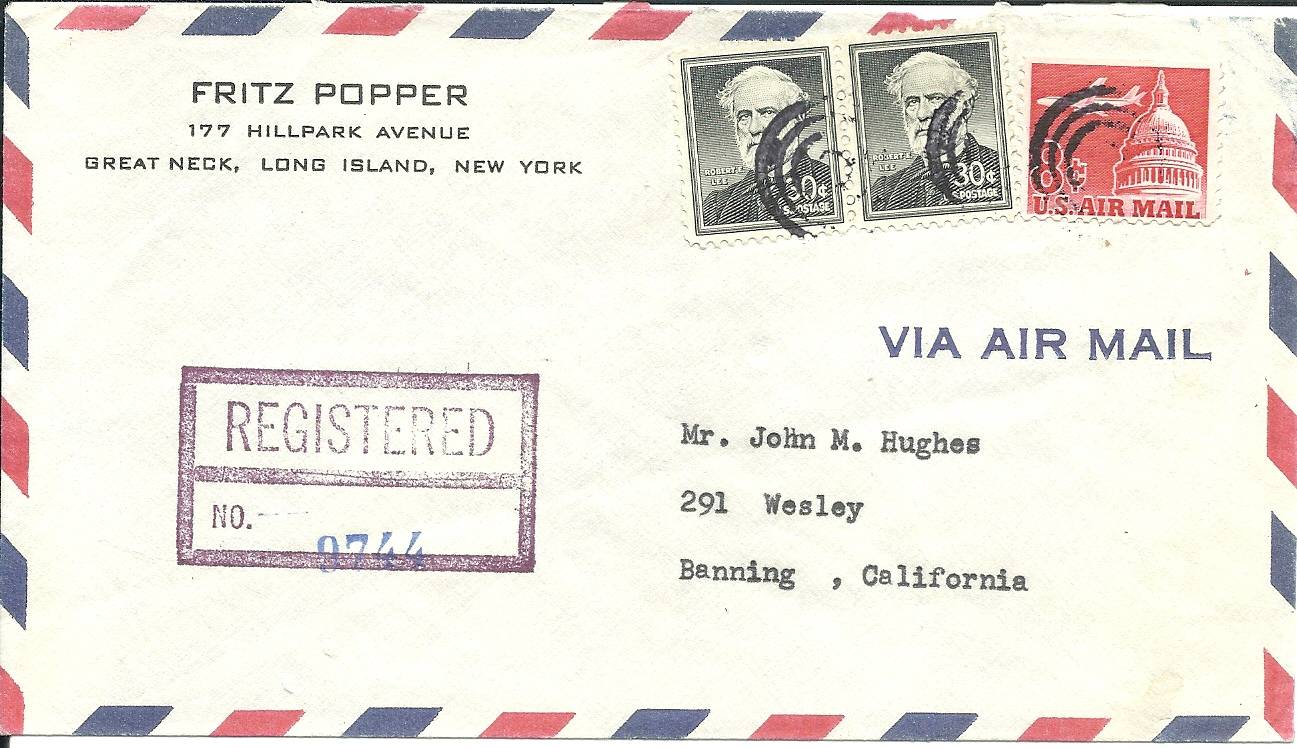 FRITZ POPPER
177 HILLPARK AVENUE
GREAT NECK, LONG ISLAND, NEW YORK
ROBERT E.
LEE
30¢
U.S. POSTAGE
ROBERT E.
LEE
30¢
U.S. POSTAGE
8¢
U.S. AIR MAIL
VIA AIR MAIL
REGISTERED
NO.
9744
Mr. John M. Hughes
291 Wesley
Banning , California